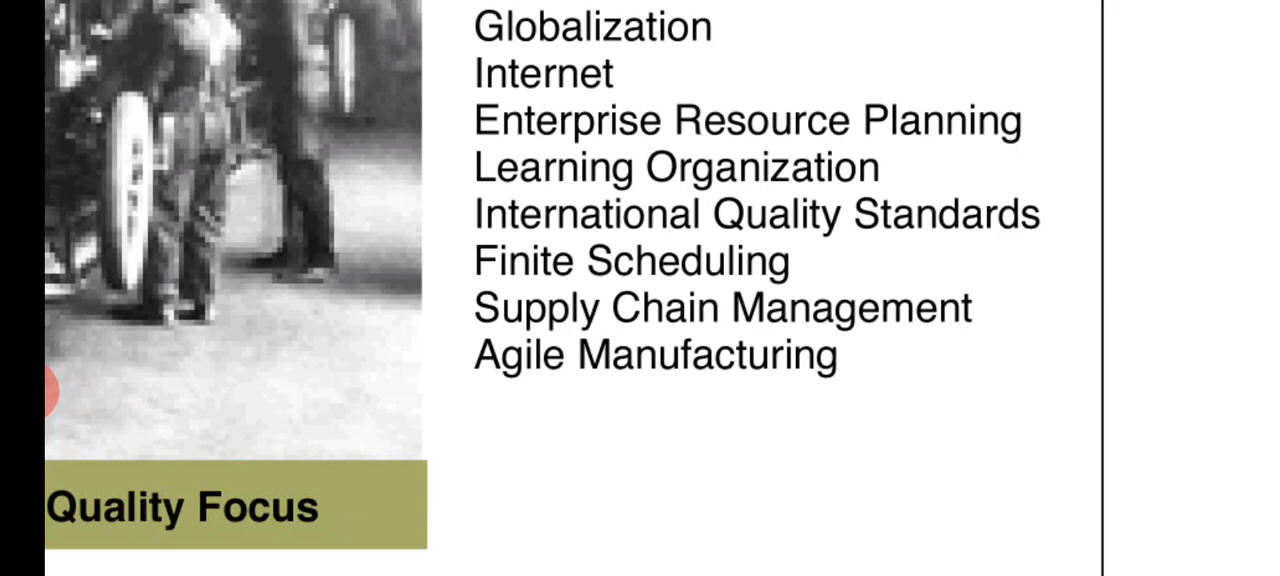 Globalization
Internet
Enterprise Resource Planning
Learning Organization
International Quality Standards
Finite Scheduling
Supply Chain Management
Agile Manufacturing
Quality Focus